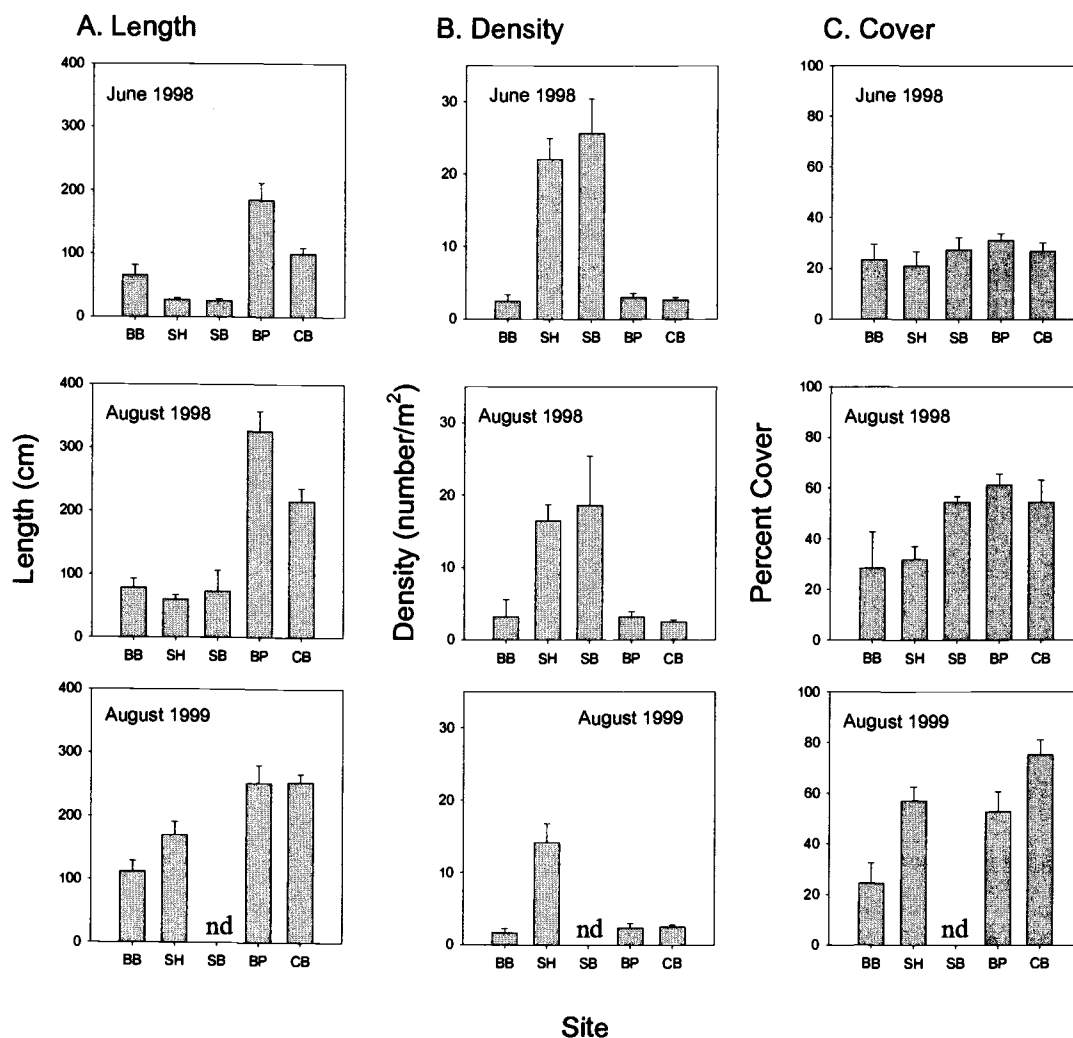 A. Length
B. Density
C. Cover
400
300
200
100
0
June 1998
BB SH SB BP CB
30
20
10
0
June 1998
BB SH SB BP CB
100
80
60
40
20
0
June 1998
BB SH SB BP CB
Length (cm)
400
300
200
100
0
August 1998
BB SH SB BP CB
Density (number/m²)
30
20
10
0
August 1998
BB SH SB BP CB
Percent Cover
100
80
60
40
20
0
August 1998
BB SH SB BP CB
400
300
200
100
0
August 1999
nd
BB SH SB BP CB
30
20
10
0
August 1999
nd
BB SH SB BP CB
100
80
60
40
20
0
August 1999
nd
BB SH SB BP CB
Site